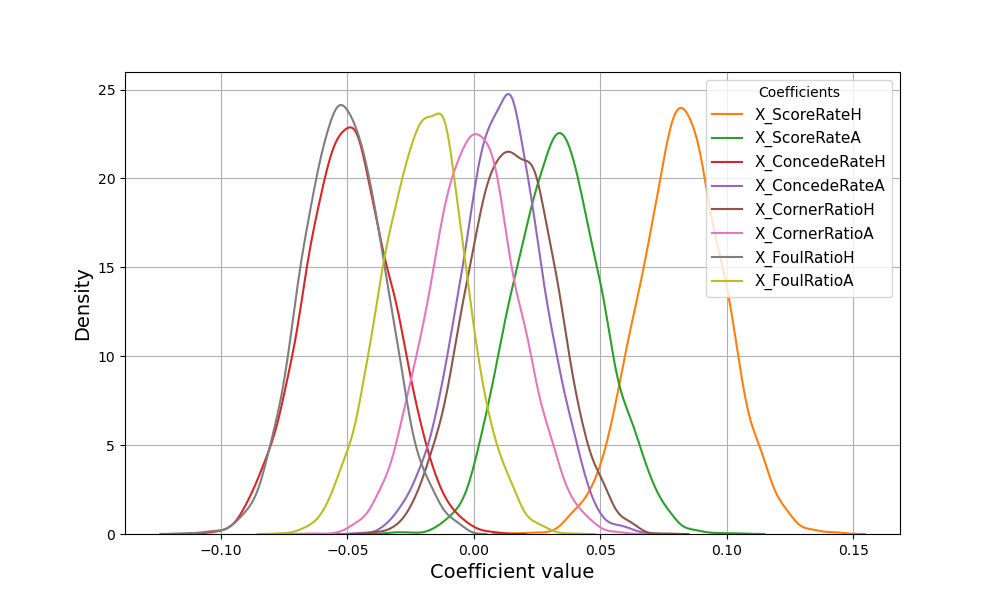 Coefficients
X_ScoreRateH
X_ScoreRateA
X_ConcedeRateH
X_ConcedeRateA
X_CornerRatioH
X_CornerRatioA
X_FoulRatioH
X_FoulRatioA
25
20
15
10
5
0
Density
−0.10 −0.05 0.00 0.05 0.10 0.15
Coefficient value